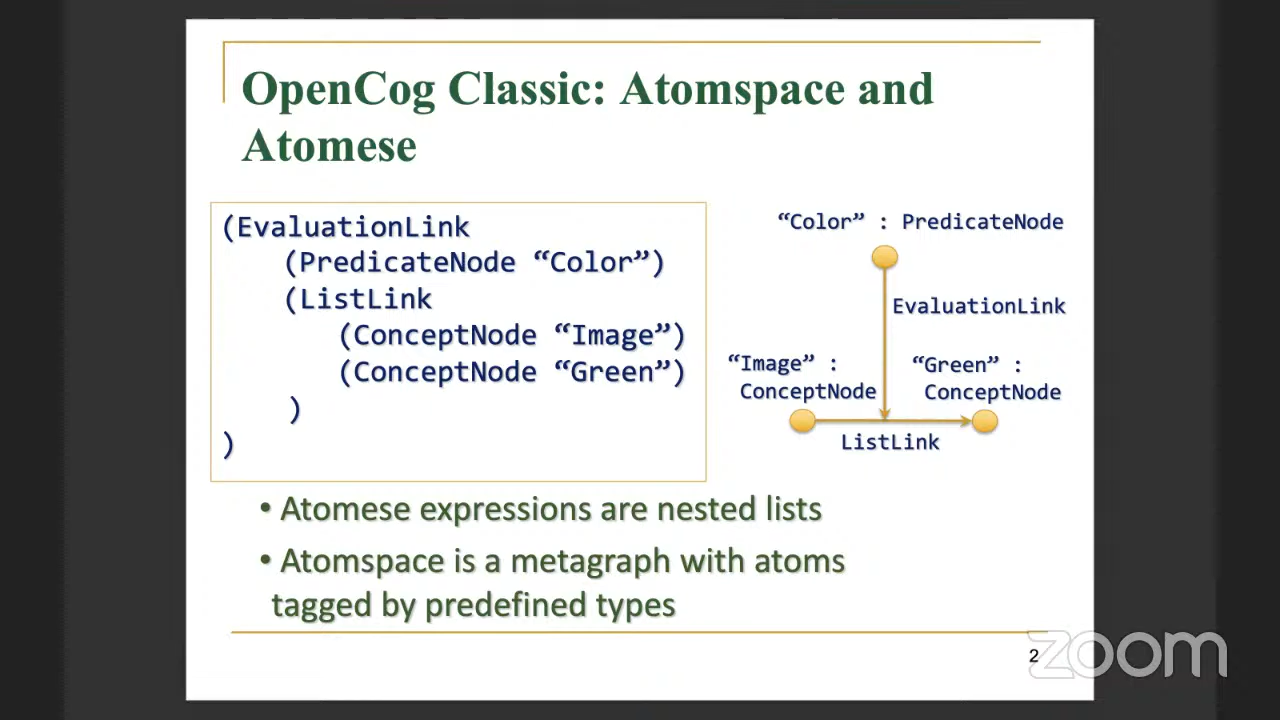 OpenCog Classic: Atomspace and
Atomese
(EvaluationLink
(PredicateNode “Color”)
(ListLink
(ConceptNode “Image”)
(ConceptNode “Green”)
)
)
“Color” : PredicateNode
EvaluationLink
“Image” :
ConceptNode
“Green” :
ConceptNode
ListLink
• Atomese expressions are nested lists
• Atomspace is a metagraph with atoms
tagged by predefined types
2
zoom